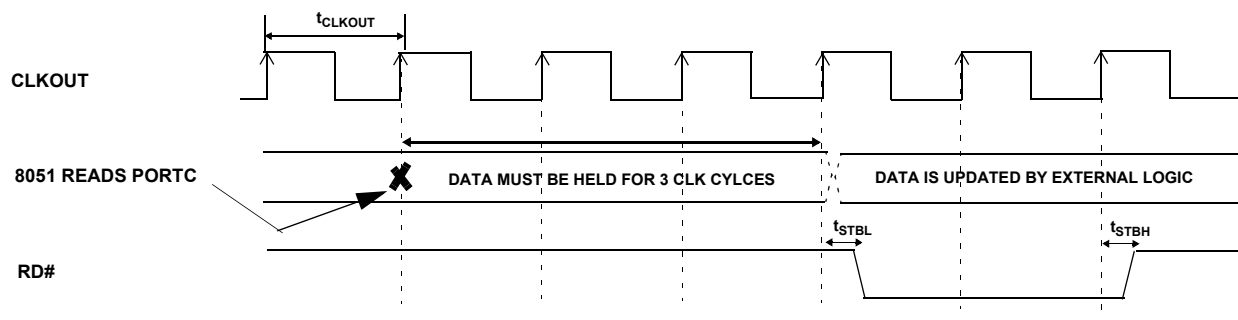 tCLKOUT
CLKOUT
8051 READS PORTC
DATA MUST BE HELD FOR 3 CLK CYLCES
DATA IS UPDATED BY EXTERNAL LOGIC
tSTBL
tSTBH
RD#